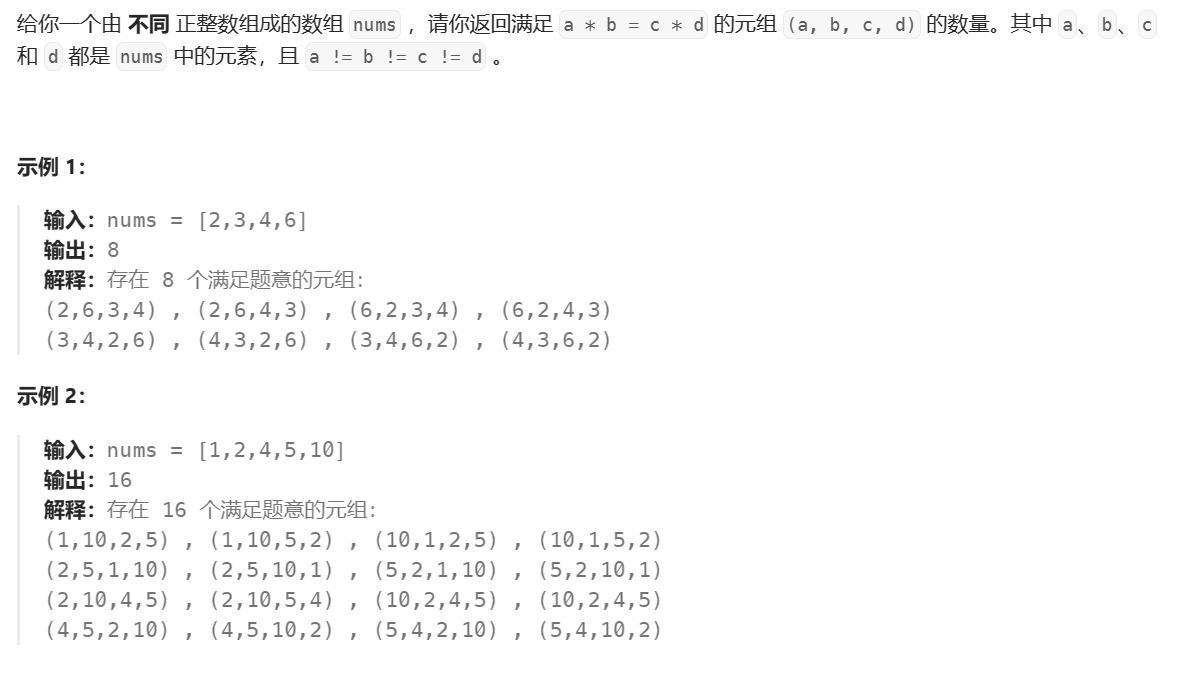 给你一个由 不同 正整数组成的数组 nums ，请你返回满足 a * b = c * d 的元组 (a, b, c, d) 的数量。其中 a、b、c
和 d 都是 nums 中的元素，且 a != b != c != d 。
示例 1：
输入：nums = [2,3,4,6]
输出：8
解释：存在 8 个满足题意的元组：
(2,6,3,4) , (2,6,4,3) , (6,2,3,4) , (6,2,4,3)
(3,4,2,6) , (4,3,2,6) , (3,4,6,2) , (4,3,6,2)
示例 2：
输入：nums = [1,2,4,5,10]
输出：16
解释：存在 16 个满足题意的元组：
(1,10,2,5) , (1,10,5,2) , (10,1,2,5) , (10,1,5,2)
(2,5,1,10) , (2,5,10,1) , (5,2,1,10) , (5,2,10,1)
(2,10,4,5) , (2,10,5,4) , (10,2,4,5) , (10,2,4,5)
(4,5,2,10) , (4,5,10,2) , (5,4,2,10) , (5,4,10,2)